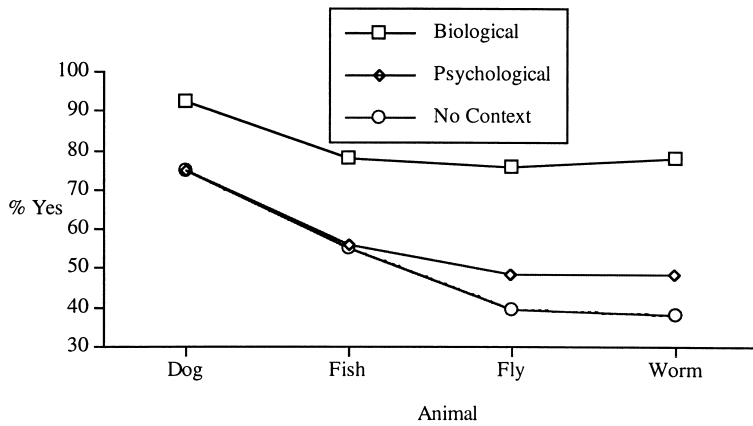 Biological
Psychological
No Context
100
90
80
70
% Yes
60
50
40
30
Dog Fish Fly Worm
Animal